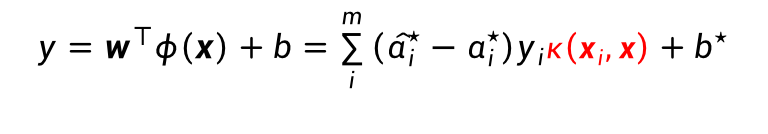 y = w⊤ϕ(x) + b = ∑ᵢᵐ (âᵢ⋆ − aᵢ⋆)yᵢκ(xᵢ, x) + b⋆